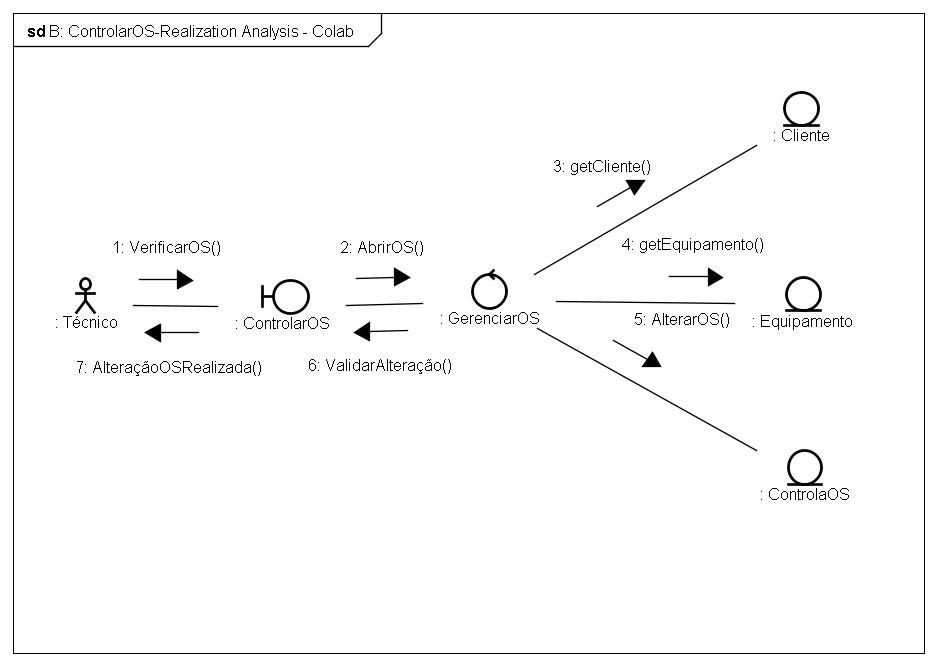 sd B: ControlarOS-Realization Analysis - Colab
: Cliente
3: getCliente()
1: VerificarOS()
2: AbrirOS()
4: getEquipamento()
: Técnico
: ControlarOS
: GerenciarOS
5: AlterarOS()
: Equipamento
7: AlteraçãoOSRealizada()
6: ValidarAlteração()
: ControlaOS